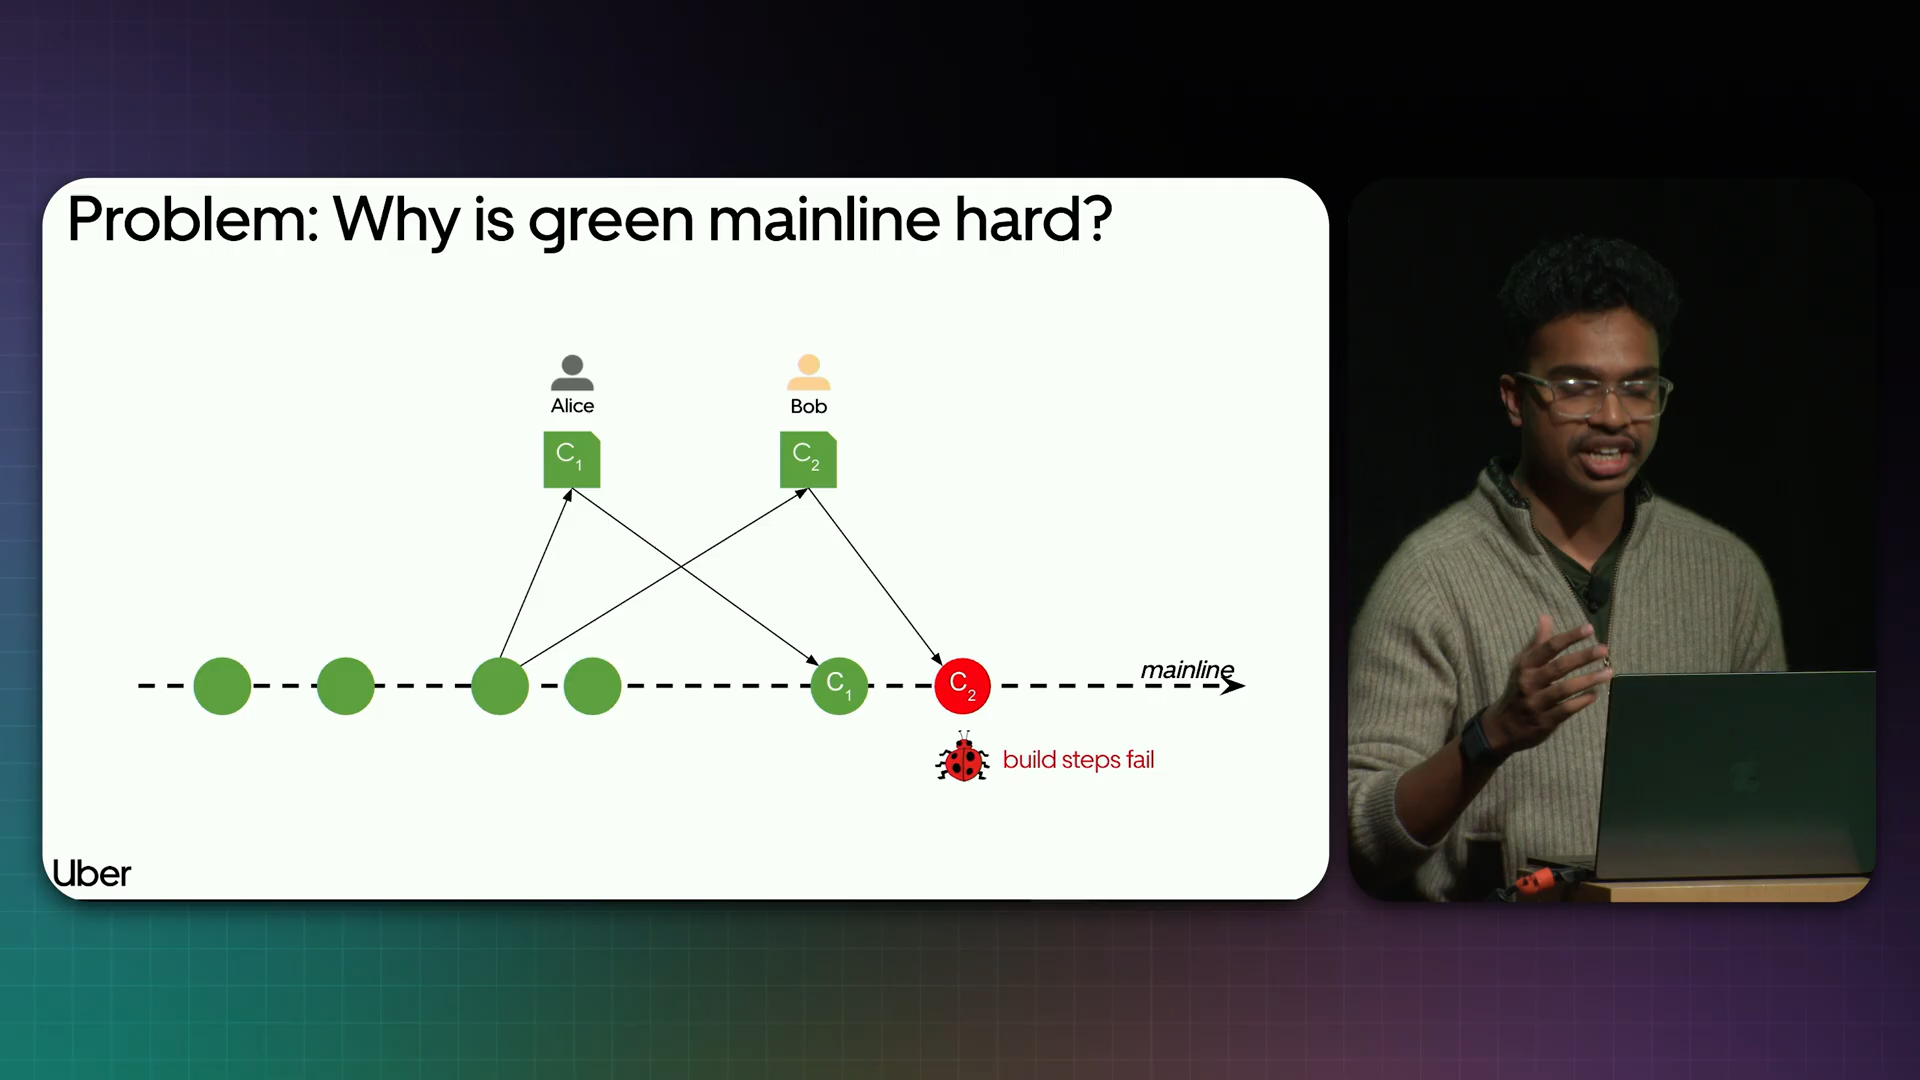 Problem: Why is green mainline hard?
Alice
Bob
C1
C2
mainline
C1
C2
build steps fail
Uber